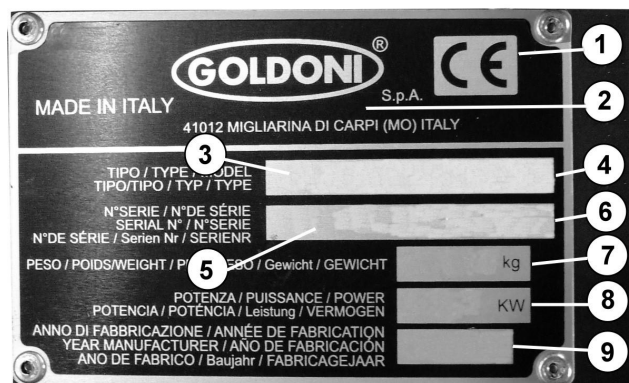 GOLDONI®
CE
1
MADE IN ITALY
S.p.A.
2
41012 MIGLIARINA DI CARPI (MO) ITALY
3
TIPO / TYPE / MODEL
TIPO/TIPO / TYP / TYPE
4
N°SERIE / N°DE SÉRIE
SERIAL N° / N°SERIE
N°DE SÉRIE / Serien Nr / SERIENR
6
5
PESO / POIDS/WEIGHT / / Gewicht / GEWICHT
kg
7
POTENZA / PUISSANCE / POWER
POTENCIA / POTÉNCIA / Leistung / VERMOGEN
KW
8
ANNO DI FABBRICAZIONE / ANNÉE DE FABRICATION
YEAR MANUFACTURER / AÑO DE FABRICACIÓN
ANO DE FABRICO / Baujahr / FABRICAGEJAAR
9